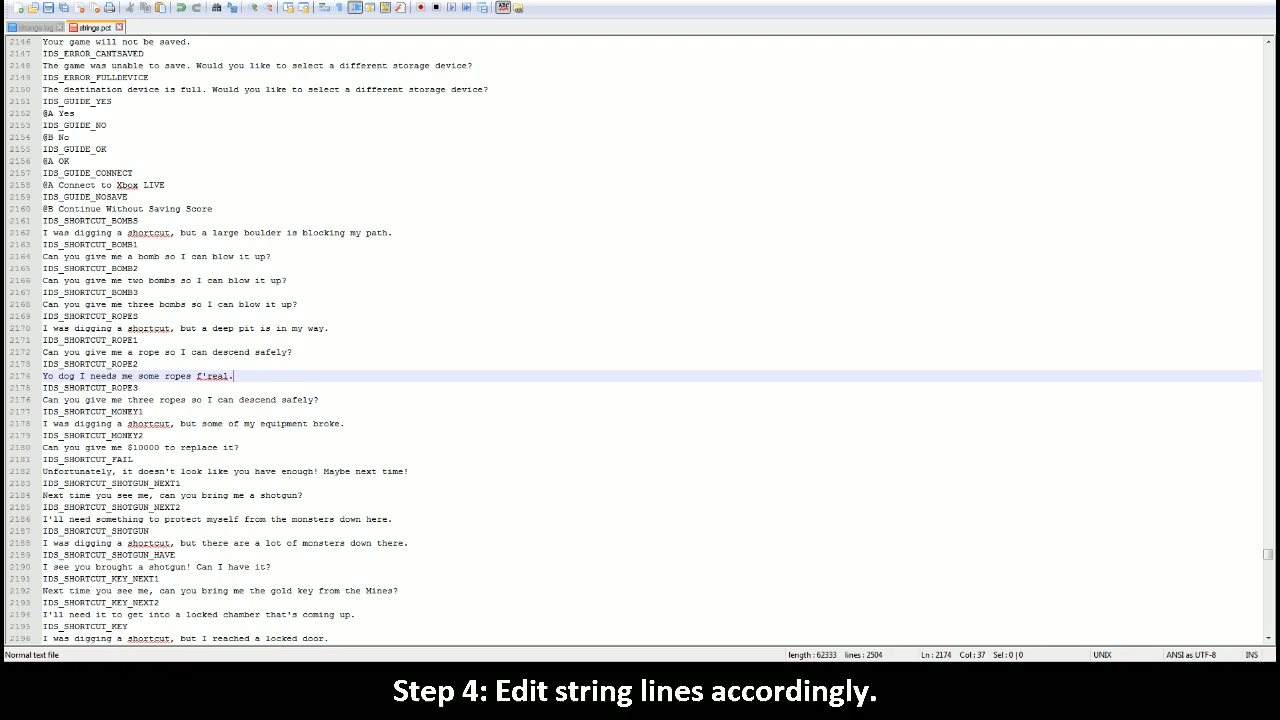 change.log
strings.pct
2146 Your game will not be saved.
2147 IDS_ERROR_CANTSAVED
2148 The game was unable to save. Would you like to select a different storage device?
2149 IDS_ERROR_FULLDEVICE
2150 The destination device is full. Would you like to select a different storage device?
2151 IDS_GUIDE_YES
2152 @A Yes
2153 IDS_GUIDE_NO
2154 @B No
2155 IDS_GUIDE_OK
2156 @A OK
2157 IDS_GUIDE_CONNECT
2158 @A Connect to Xbox LIVE
2159 IDS_GUIDE_NOSAVE
2160 @B Continue Without Saving Score
2161 IDS_SHORTCUT_BOMBS
2162 I was digging a shortcut, but a large boulder is blocking my path.
2163 IDS_SHORTCUT_BOMB1
2164 Can you give me a bomb so I can blow it up?
2165 IDS_SHORTCUT_BOMB2
2166 Can you give me two bombs so I can blow it up?
2167 IDS_SHORTCUT_BOMB3
2168 Can you give me three bombs so I can blow it up?
2169 IDS_SHORTCUT_ROPES
2170 I was digging a shortcut, but a deep pit is in my way.
2171 IDS_SHORTCUT_ROPE1
2172 Can you give me a rope so I can descend safely?
2173 IDS_SHORTCUT_ROPE2
2174 Yo dog I needs me some ropes f'real.
2175 IDS_SHORTCUT_ROPE3
2176 Can you give me three ropes so I can descend safely?
2177 IDS_SHORTCUT_MONEY1
2178 I was digging a shortcut, but some of my equipment broke.
2179 IDS_SHORTCUT_MONEY2
2180 Can you give me $10000 to replace it?
2181 IDS_SHORTCUT_FAIL
2182 Unfortunately, it doesn't look like you have enough! Maybe next time!
2183 IDS_SHORTCUT_SHOTGUN_NEXT1
2184 Next time you see me, can you bring me a shotgun?
2185 IDS_SHORTCUT_SHOTGUN_NEXT2
2186 I'll need something to protect myself from the monsters down here.
2187 IDS_SHORTCUT_SHOTGUN
2188 I was digging a shortcut, but there are a lot of monsters down there.
2189 IDS_SHORTCUT_SHOTGUN_HAVE
2190 I see you brought a shotgun! Can I have it?
2191 IDS_SHORTCUT_KEY_NEXT1
2192 Next time you see me, can you bring me the gold key from the Mines?
2193 IDS_SHORTCUT_KEY_NEXT2
2194 I'll need it to get into a locked chamber that's coming up.
2195 IDS_SHORTCUT_KEY
2196 I was digging a shortcut, but I reached a locked door.
Normal text file length : 62333 lines : 2504 Ln : 2174 Col : 37 Sel : 0 | 0 UNIX ANSI as UTF-8 INS
Step 4: Edit string lines accordingly.